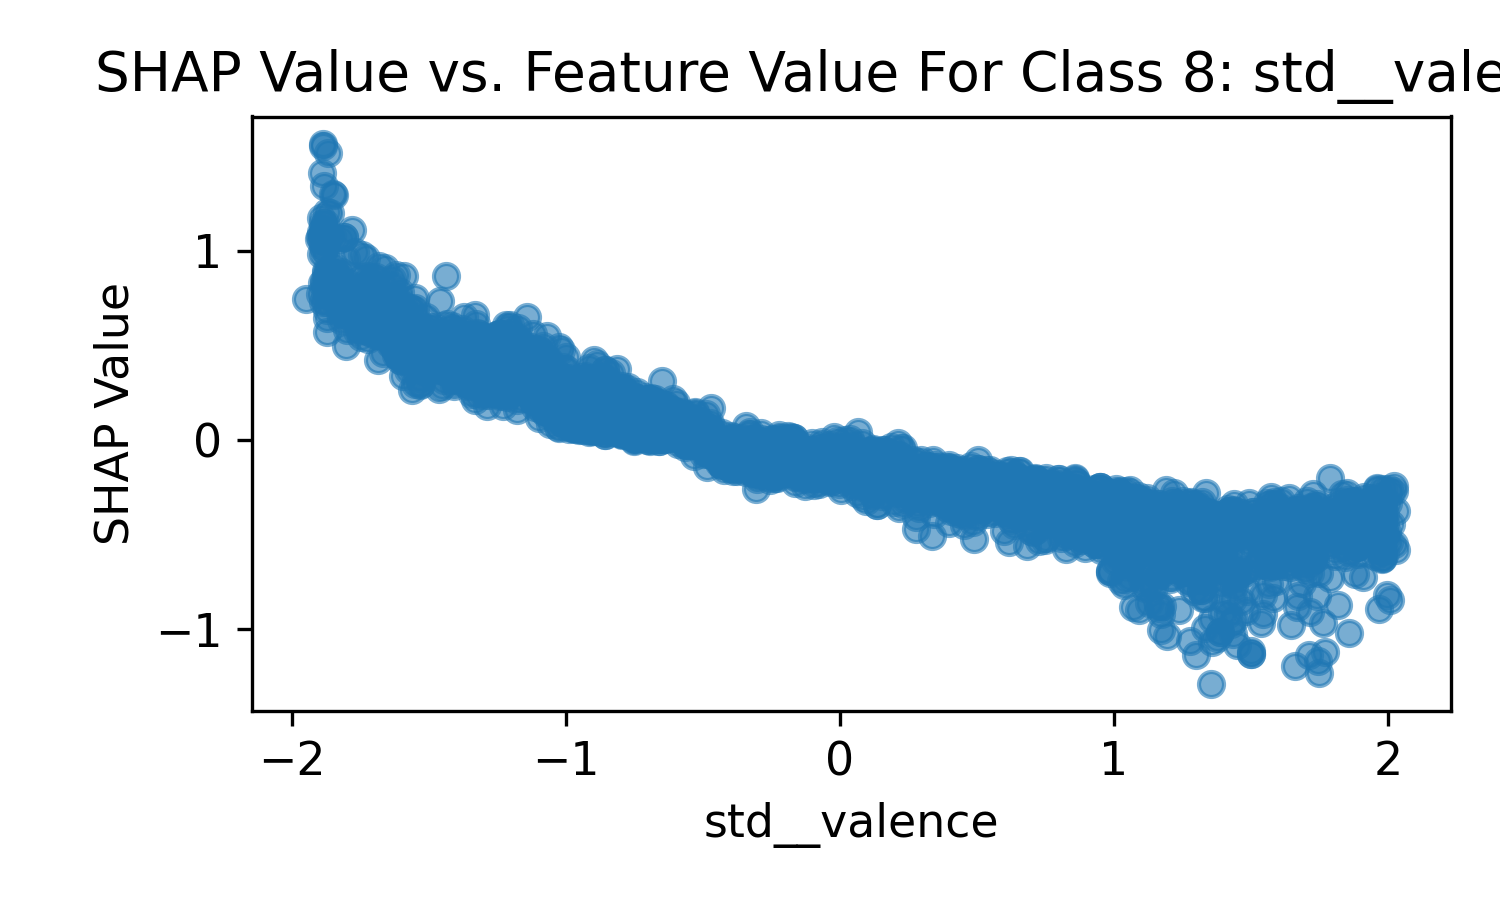 SHAP Value vs. Feature Value For Class 8: std__vale
1
0
−1
SHAP Value
−2
−1
0
1
2
std__valence